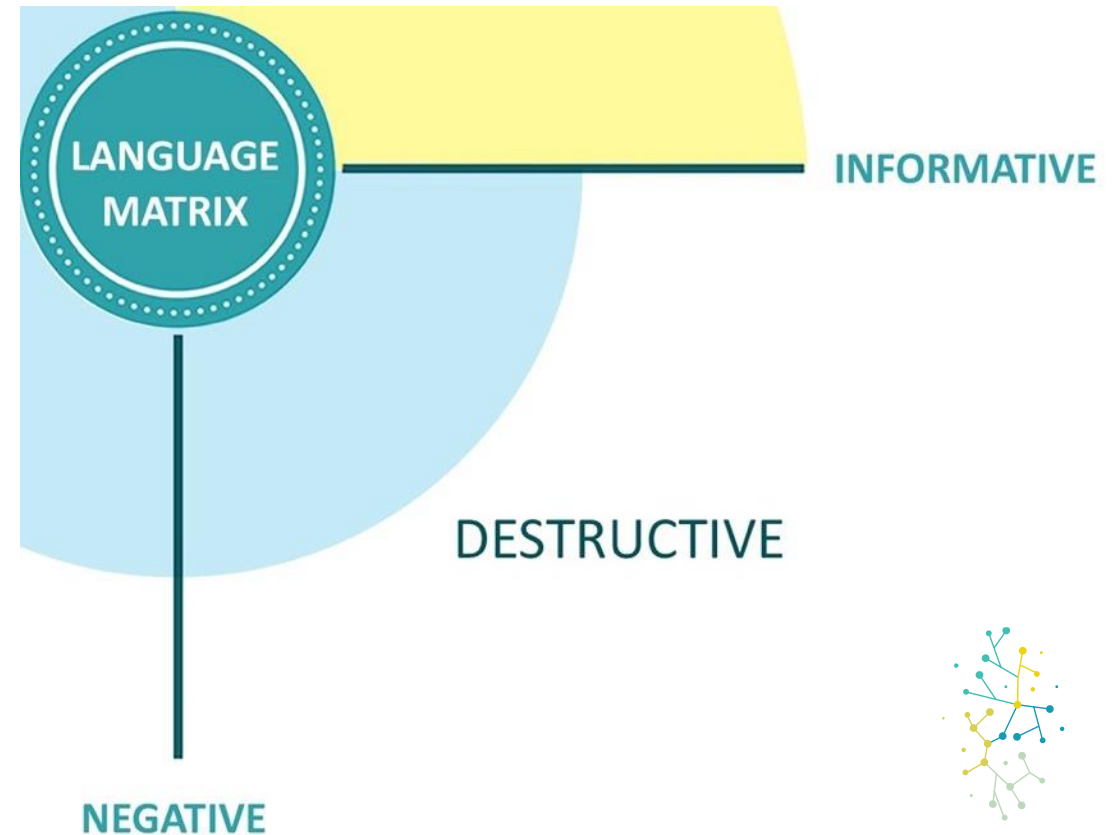 LANGUAGE
MATRIX
INFORMATIVE
DESTRUCTIVE
NEGATIVE